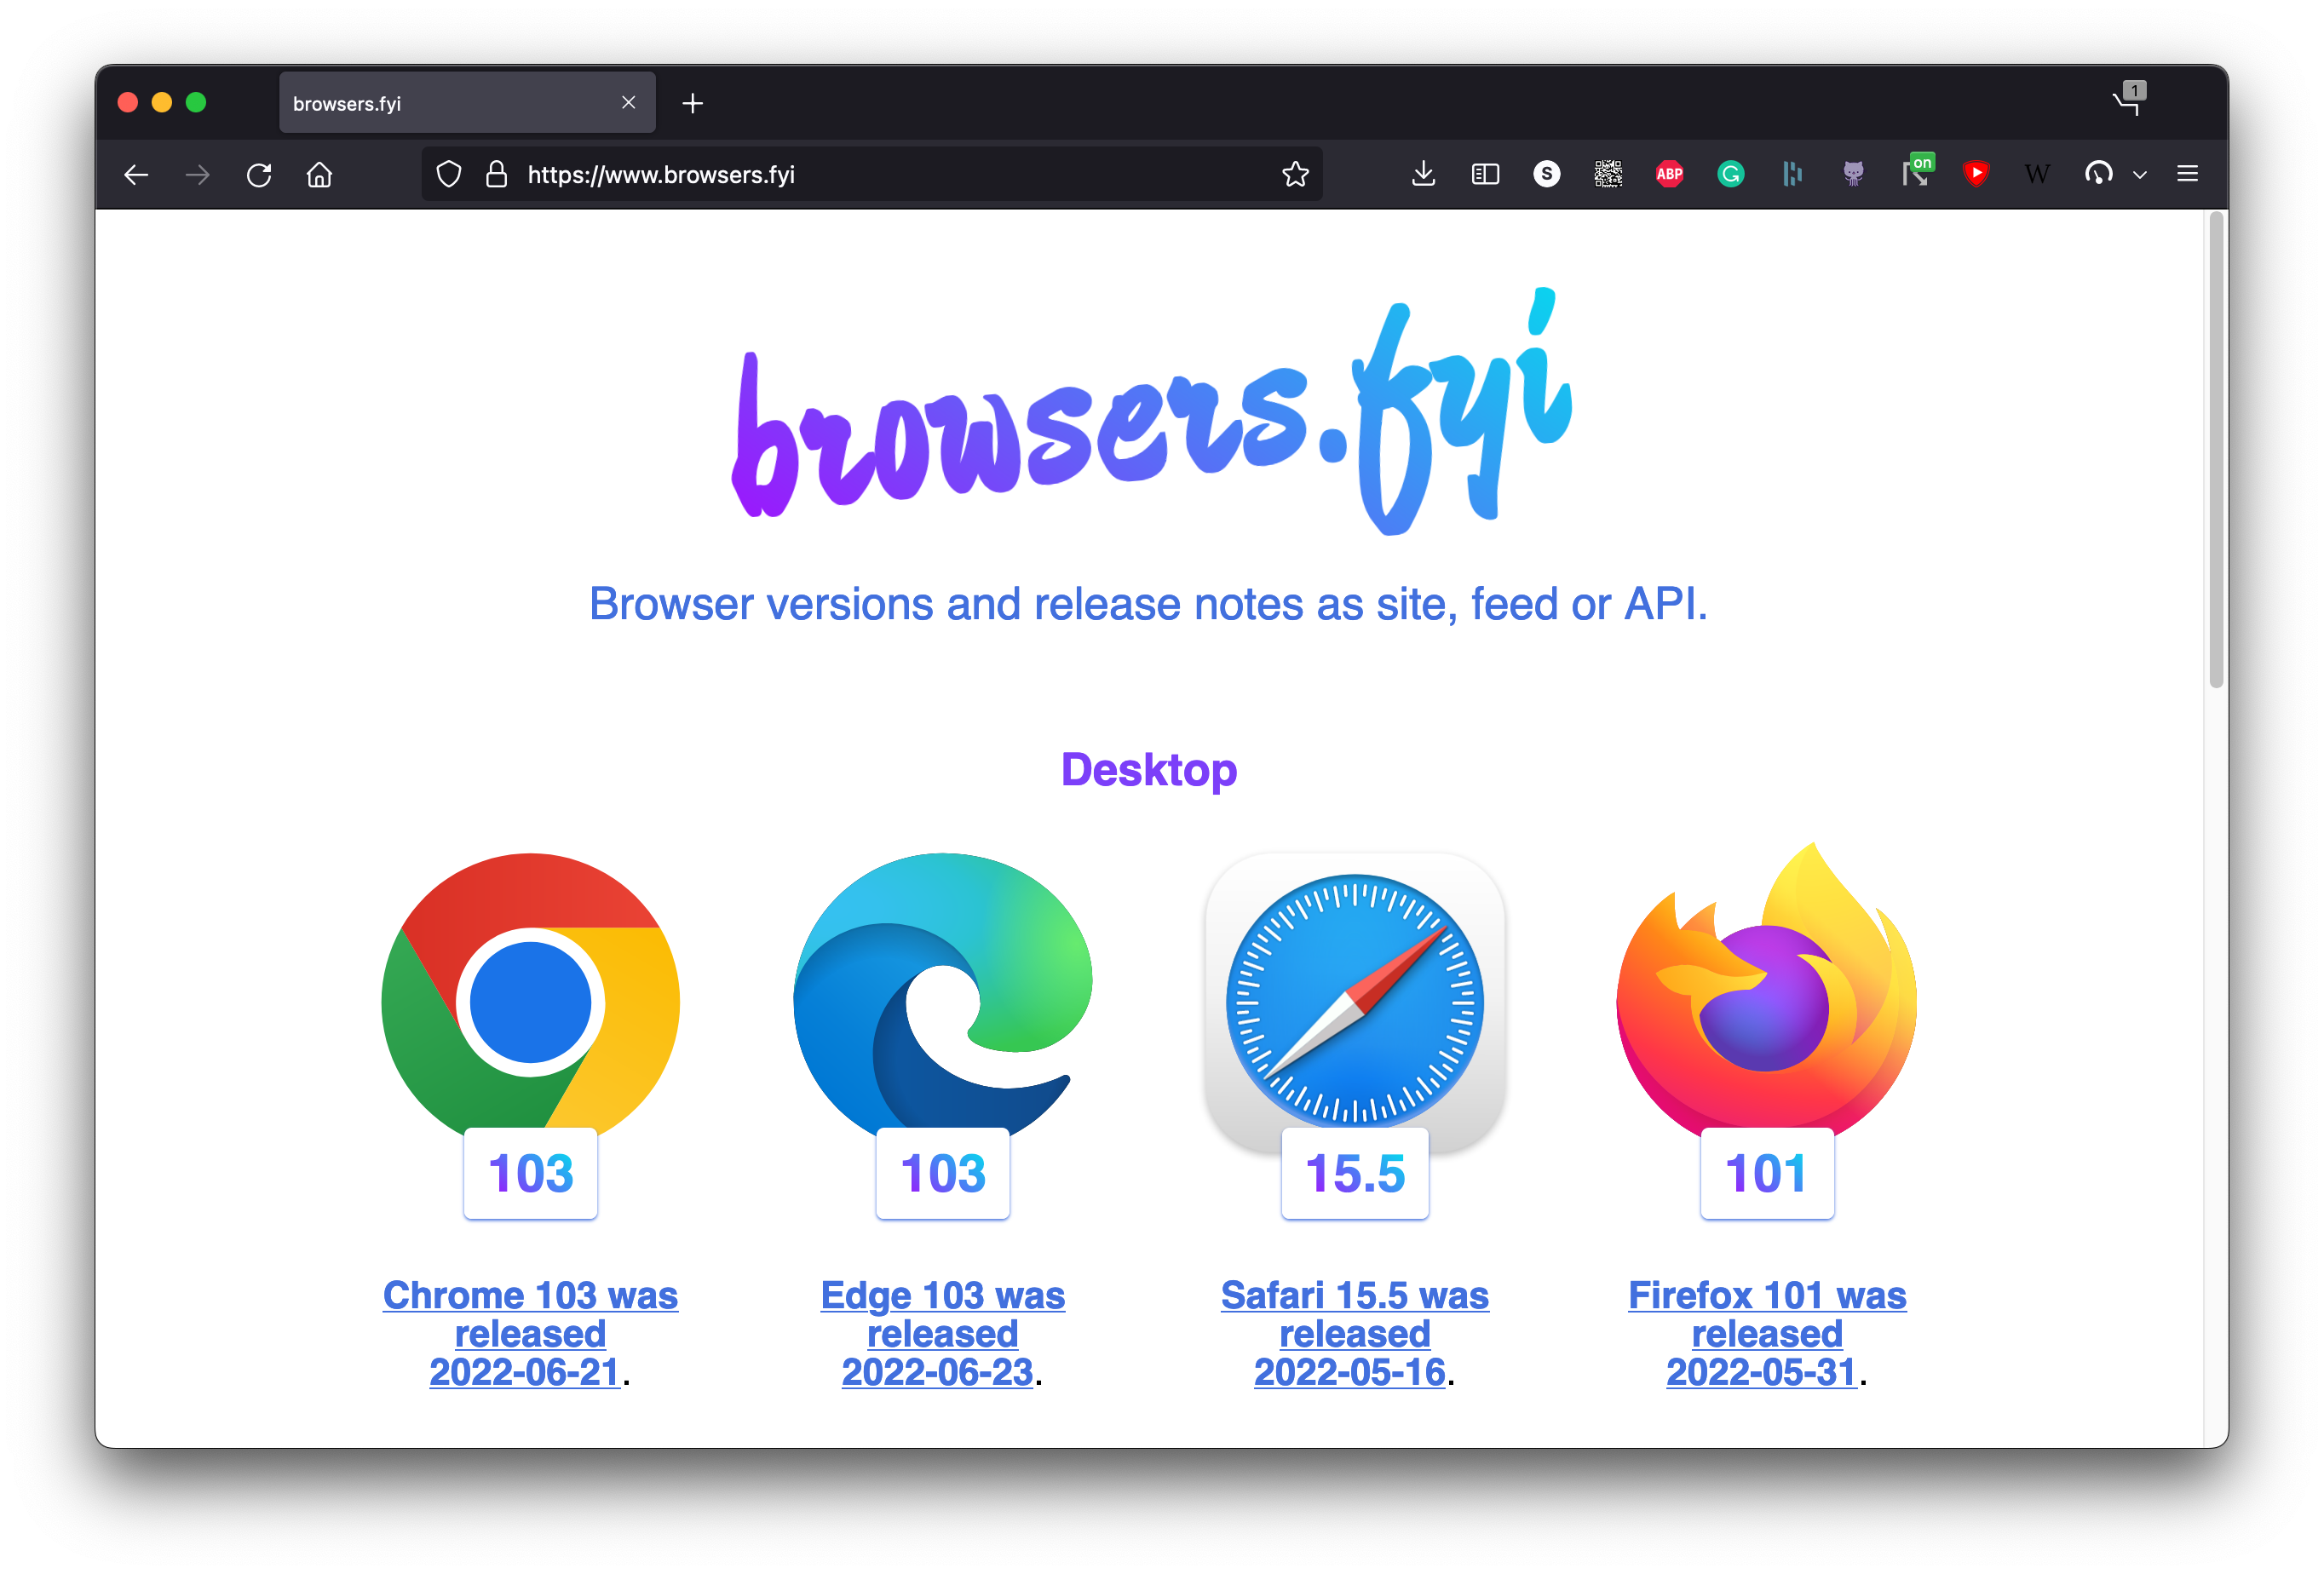 browsers.fyi
1
https://www.browsers.fyi
S
ABP
G
on
W
browsers.fyi
Browser versions and release notes as site, feed or API.
Desktop
103
103
15.5
101
Chrome 103 was
released
2022-06-21.
Edge 103 was
released
2022-06-23.
Safari 15.5 was
released
2022-05-16.
Firefox 101 was
released
2022-05-31.